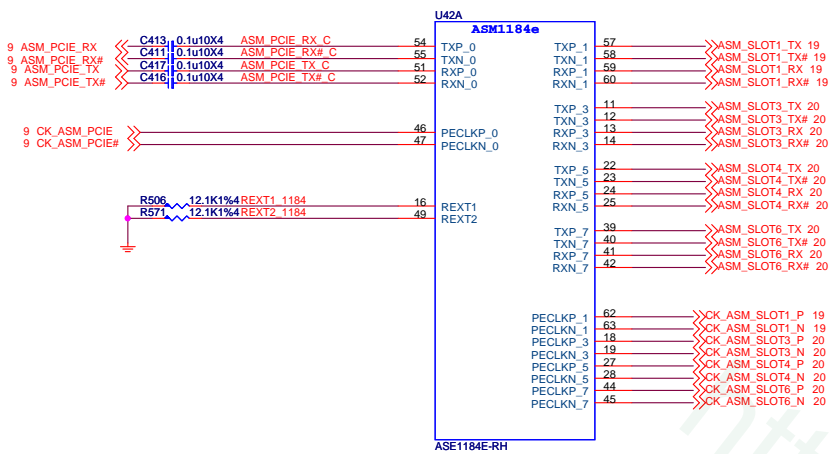 U42A
ASM1184e
9 ASM_PCIE_RX C413 0.1u10X4 ASM_PCIE_RX_C 54 TXP_0
9 ASM_PCIE_RX# C411 0.1u10X4 ASM_PCIE_RX#_C 55 TXN_0
9 ASM_PCIE_TX C417 0.1u10X4 ASM_PCIE_TX_C 51 RXP_0
9 ASM_PCIE_TX# C416 0.1u10X4 ASM_PCIE_TX#_C 52 RXN_0
TXP_1 57 ASM_SLOT1_TX 19
TXN_1 58 ASM_SLOT1_TX# 19
RXP_1 59 ASM_SLOT1_RX 19
RXN_1 60 ASM_SLOT1_RX# 19
9 CK_ASM_PCIE 46 PECLKP_0
9 CK_ASM_PCIE# 47 PECLKN_0
TXP_3 11 ASM_SLOT3_TX 20
TXN_3 12 ASM_SLOT3_TX# 20
RXP_3 13 ASM_SLOT3_RX 20
RXN_3 14 ASM_SLOT3_RX# 20
TXP_5 22 ASM_SLOT4_TX 20
TXN_5 23 ASM_SLOT4_TX# 20
RXP_5 24 ASM_SLOT4_RX 20
RXN_5 25 ASM_SLOT4_RX# 20
R506 12.1K1%4 REXT1_1184 16 REXT1
R571 12.1K1%4 REXT2_1184 49 REXT2
TXP_7 39 ASM_SLOT6_TX 20
TXN_7 40 ASM_SLOT6_TX# 20
RXP_7 41 ASM_SLOT6_RX 20
RXN_7 42 ASM_SLOT6_RX# 20
PECLKP_1 62 CK_ASM_SLOT1_P 19
PECLKN_1 63 CK_ASM_SLOT1_N 19
PECLKP_3 18 CK_ASM_SLOT3_P 20
PECLKN_3 19 CK_ASM_SLOT3_N 20
PECLKP_5 27 CK_ASM_SLOT4_P 20
PECLKN_5 28 CK_ASM_SLOT4_N 20
PECLKP_7 44 CK_ASM_SLOT6_P 20
PECLKN_7 45 CK_ASM_SLOT6_N 20
ASE1184E-RH